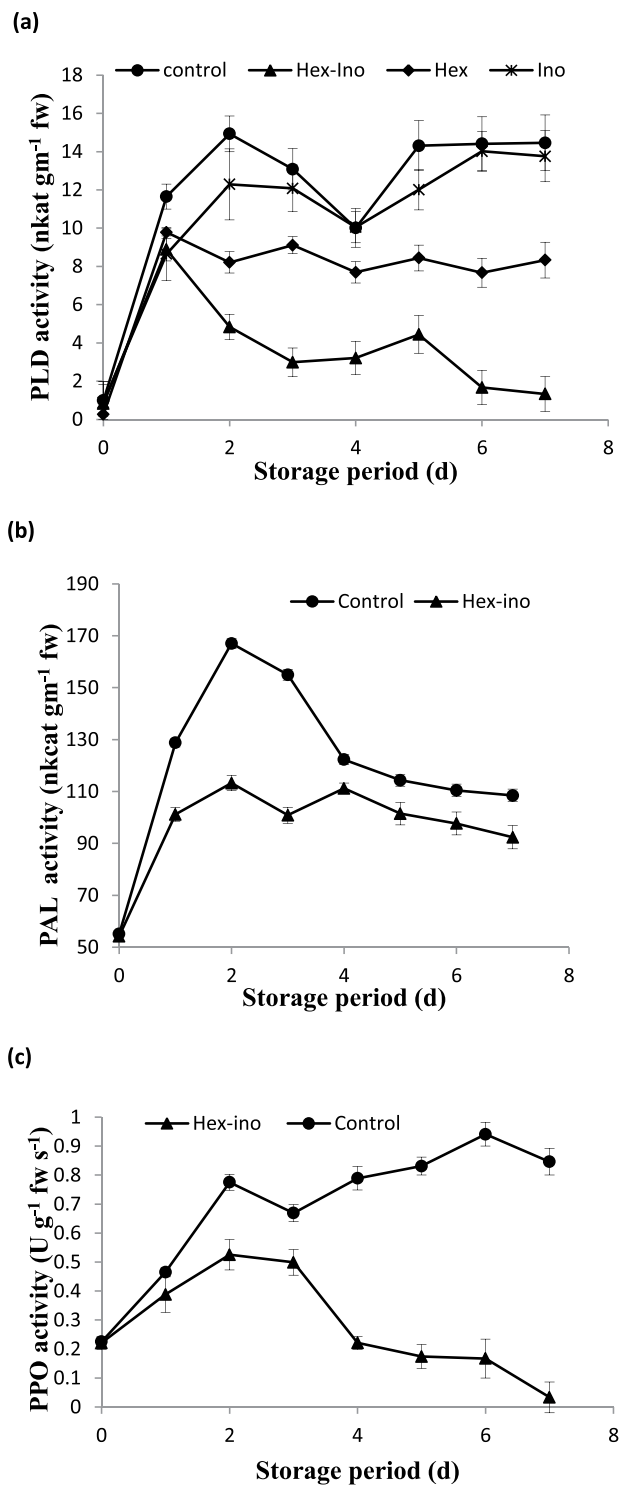 (a)
control Hex-Ino Hex Ino
18
16
14
12
10
8
6
4
2
0
PLD activity (nkat gm⁻¹ fw)
0 2 4 6 8
Storage period (d)
(b)
Control Hex-ino
190
170
150
130
110
90
70
50
PAL activity (nkcat gm⁻¹ fw)
0 2 4 6 8
Storage period (d)
(c)
Hex-ino Control
1
0.9
0.8
0.7
0.6
0.5
0.4
0.3
0.2
0.1
0
PPO activity (U g⁻¹ fw s⁻¹)
0 2 4 6 8
Storage period (d)